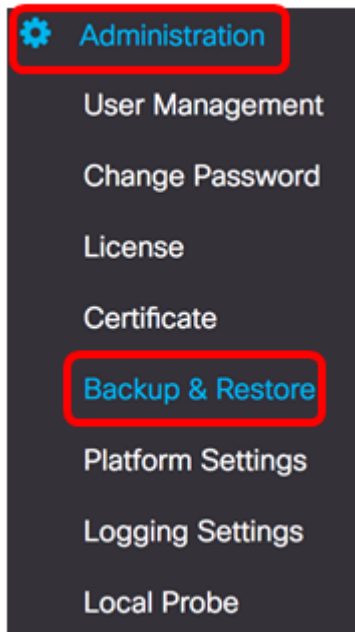 Administration
User Management
Change Password
License
Certificate
Backup & Restore
Platform Settings
Logging Settings
Local Probe